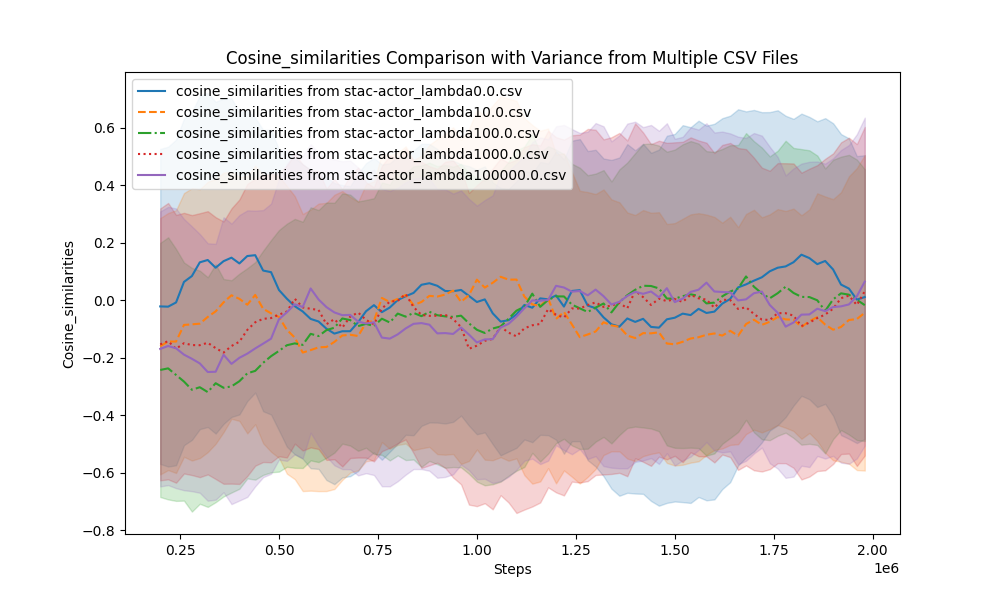 Cosine_similarities Comparison with Variance from Multiple CSV Files
cosine_similarities from stac-actor_lambda0.0.csv
cosine_similarities from stac-actor_lambda10.0.csv
cosine_similarities from stac-actor_lambda100.0.csv
cosine_similarities from stac-actor_lambda1000.0.csv
cosine_similarities from stac-actor_lambda100000.0.csv
Cosine_similarities
0.6
0.4
0.2
0.0
−0.2
−0.4
−0.6
−0.8
0.25 0.50 0.75 1.00 1.25 1.50 1.75 2.00
1e6
Steps